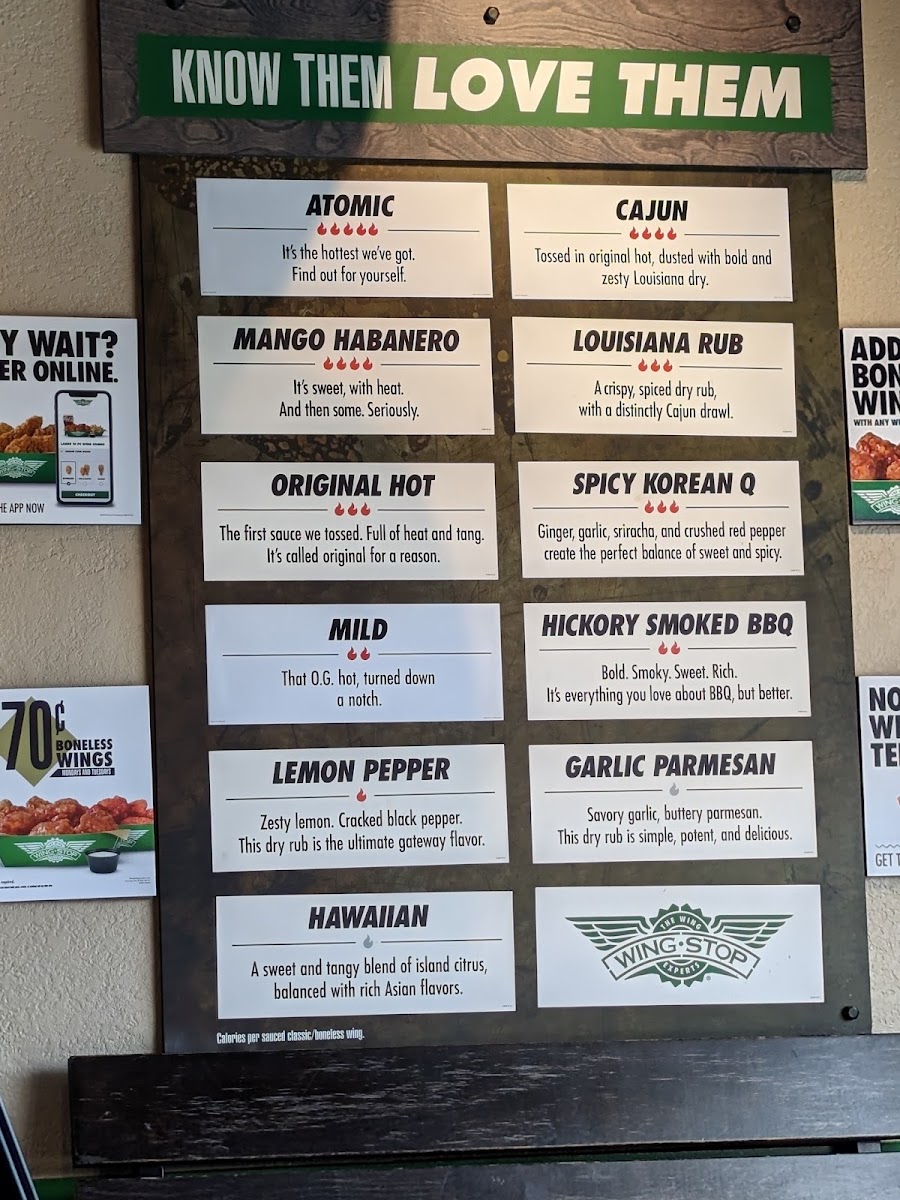 KNOW THEM LOVE THEM
ATOMIC
It's the hottest we've got.
Find out for yourself.
CAJUN
Tossed in original hot, dusted with bold and
zesty Louisiana dry.
MANGO HABANERO
It's sweet, with heat.
And then some. Seriously.
LOUISIANA RUB
A crispy, spiced dry rub,
with a distinctly Cajun drawl.
ORIGINAL HOT
The first sauce we tossed. Full of heat and tang.
It's called original for a reason.
SPICY KOREAN Q
Ginger, garlic, sriracha, and crushed red pepper
create the perfect balance of sweet and spicy.
MILD
That O.G. hot, turned down
a notch.
HICKORY SMOKED BBQ
Bold. Smoky. Sweet. Rich.
It's everything you love about BBQ, but better.
LEMON PEPPER
Zesty lemon. Cracked black pepper.
This dry rub is the ultimate gateway flavor.
GARLIC PARMESAN
Savory garlic, buttery parmesan.
This dry rub is simple, potent, and delicious.
HAWAIIAN
A sweet and tangy blend of island citrus,
balanced with rich Asian flavors.
THE WING
WING·STOP
EXPERTS
Calories per sauced classic/boneless wing.
Y WAIT?
ER ONLINE.
CHECKOUT
WING·STOP
HE APP NOW
70¢
BONELESS
WINGS
MONDAYS AND TUESDAYS
WING·STOP
ADD
BON
WIN
WITH ANY W
WING
NO
WI
TE
GET T